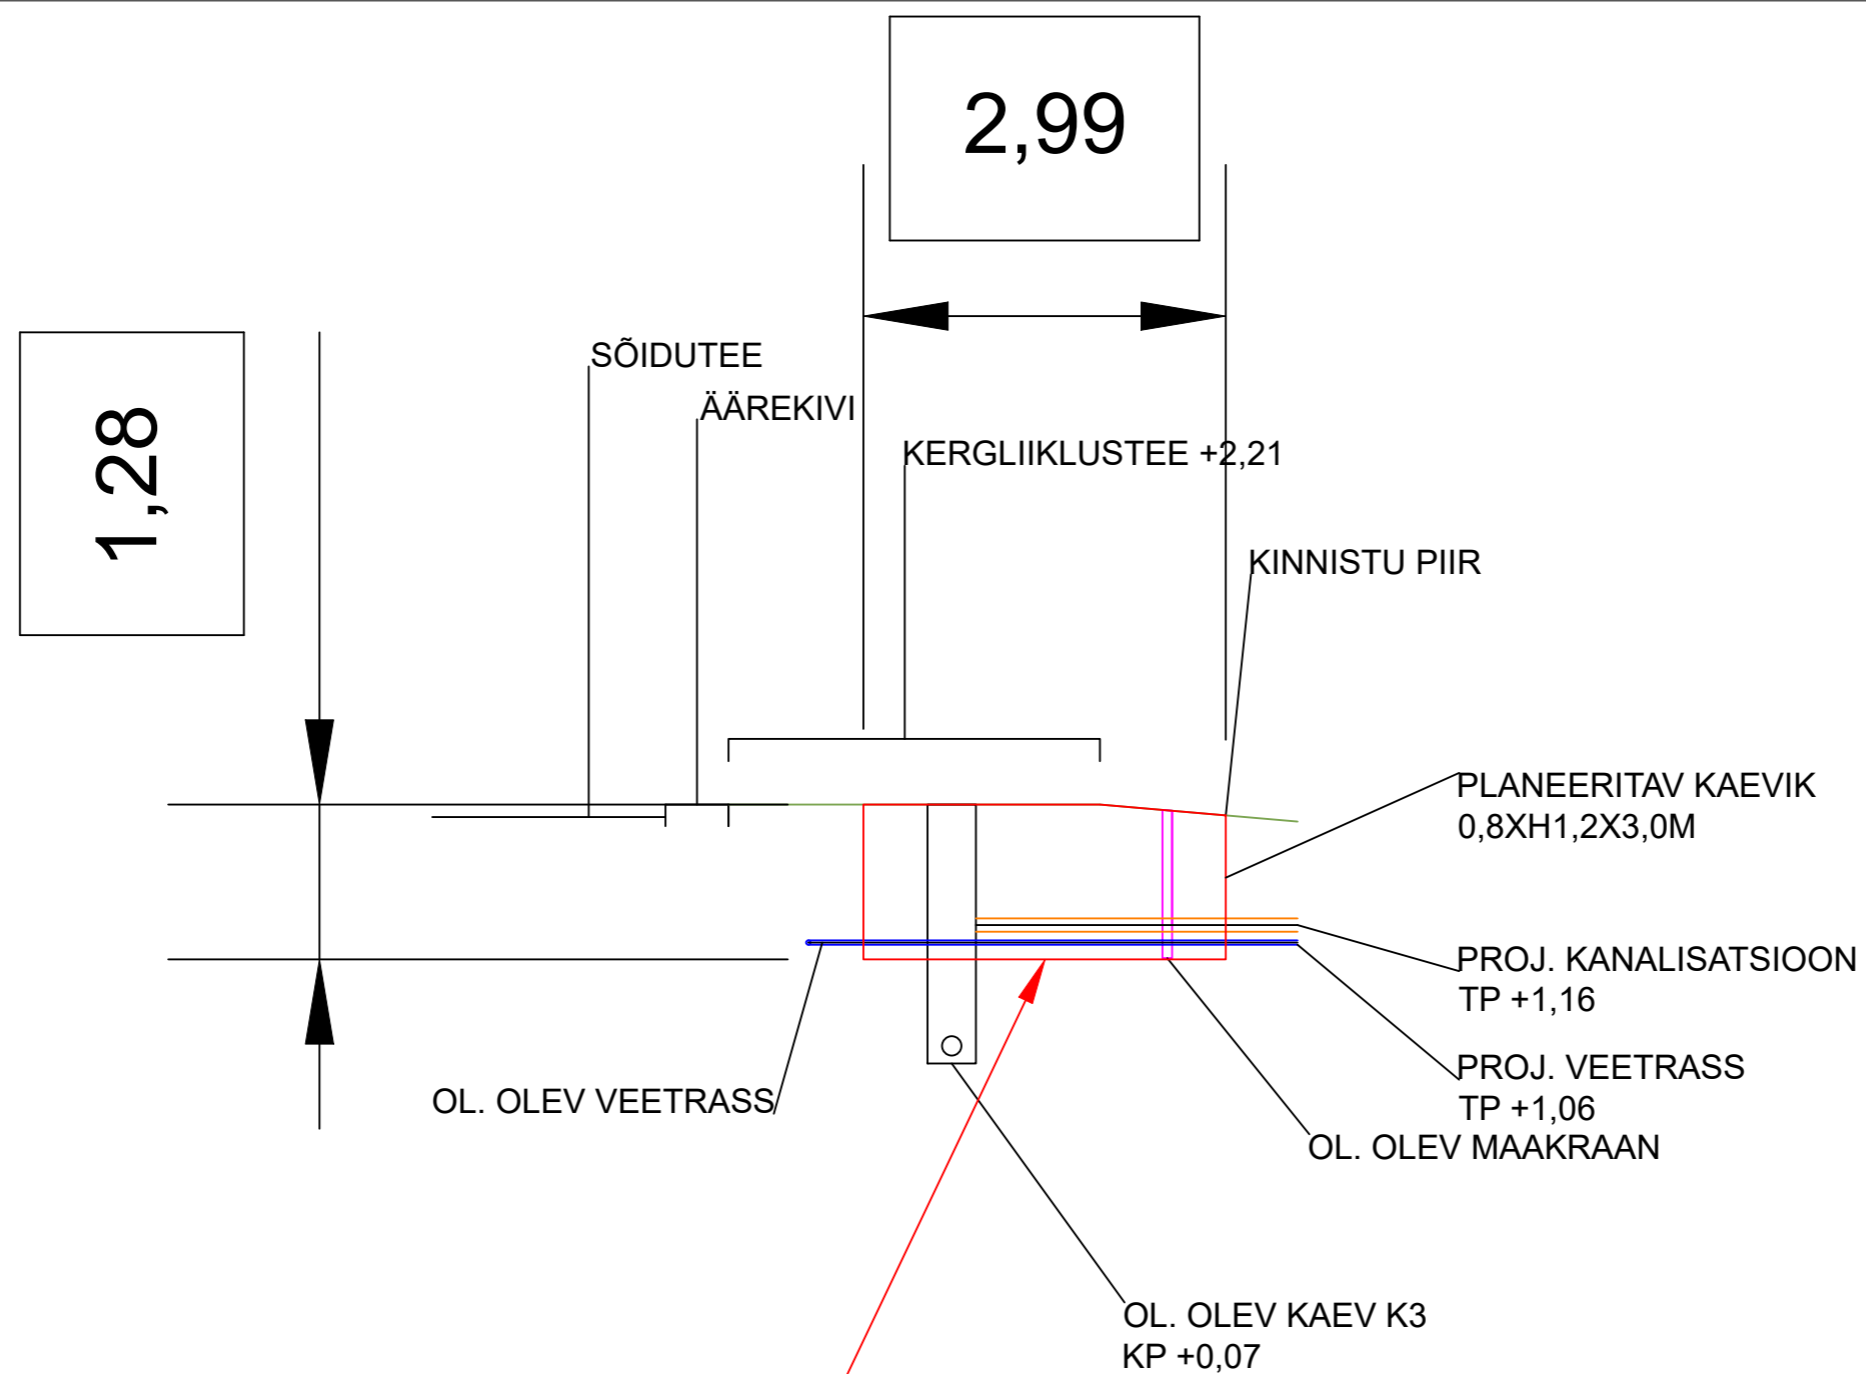 2,99
1,28
SÕIDUTEE
ÄÄREKIVI
KERGLIIKLUSTEE +2,21
KINNISTU PIIR
PLANEERITAV KAEVIK
0,8XH1,2X3,0M
PROJ. KANALISATSIOON
TP +1,16
PROJ. VEETRASS
TP +1,06
OL. OLEV VEETRASS
OL. OLEV MAAKRAAN
OL. OLEV KAEV K3
KP +0,07